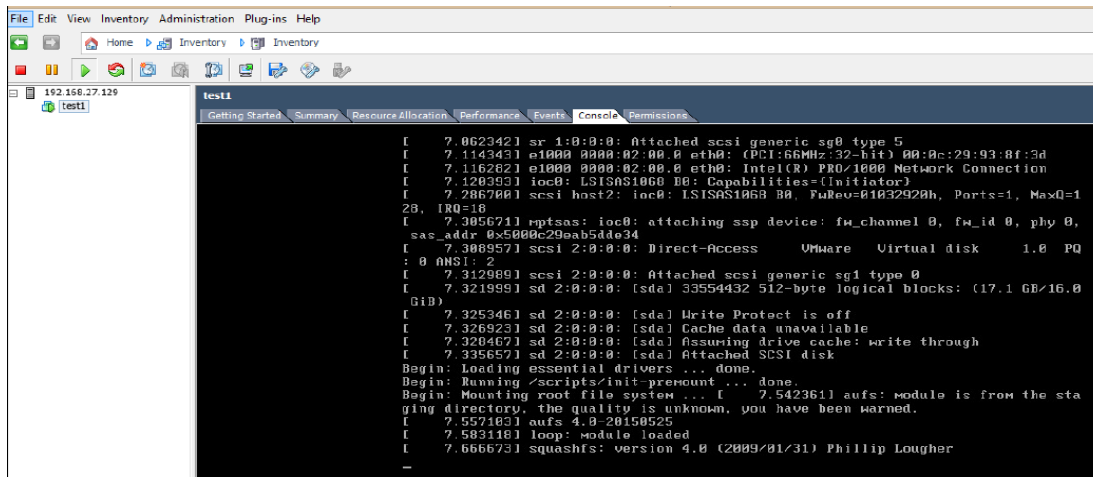 File Edit View Inventory Administration Plug-ins Help
Home Inventory Inventory
192.168.27.129
test1
test1
Getting Started Summary Resource Allocation Performance Events Console Permissions
[    7.062342] sr 1:0:0:0: Attached scsi generic sg0 type 5
[    7.114343] e1000 0000:02:00.0 eth0: (PCI:66MHz:32-bit) 00:0c:29:93:8f:3d
[    7.116282] e1000 0000:02:00.0 eth0: Intel(R) PRO/1000 Network Connection
[    7.120393] ioc0: LSISAS1068 B0: Capabilities={Initiator}
[    7.286700] scsi host2: ioc0: LSISAS1068 B0, FwRev=01032920h, Ports=1, MaxQ=1
28, IRQ=18
[    7.305671] mptsas: ioc0: attaching ssp device: fw_channel 0, fw_id 0, phy 0,
sas_addr 0x5000c29eab5dde34
[    7.308957] scsi 2:0:0:0: Direct-Access     VMware   Virtual disk     1.0  PQ
: 0 ANSI: 2
[    7.312989] scsi 2:0:0:0: Attached scsi generic sg1 type 0
[    7.321999] sd 2:0:0:0: [sda] 33554432 512-byte logical blocks: (17.1 GB/16.0
GiB)
[    7.325346] sd 2:0:0:0: [sda] Write Protect is off
[    7.326923] sd 2:0:0:0: [sda] Cache data unavailable
[    7.328467] sd 2:0:0:0: [sda] Assuming drive cache: write through
[    7.335657] sd 2:0:0:0: [sda] Attached SCSI disk
Begin: Loading essential drivers ... done.
Begin: Running /scripts/init-premount ... done.
Begin: Mounting root file system ... [    7.542361] aufs: module is from the sta
ging directory, the quality is unknown, you have been warned.
[    7.557103] aufs 4.0-20150525
[    7.583118] loop: module loaded
[    7.666673] squashfs: version 4.0 (2009/01/31) Phillip Lougher